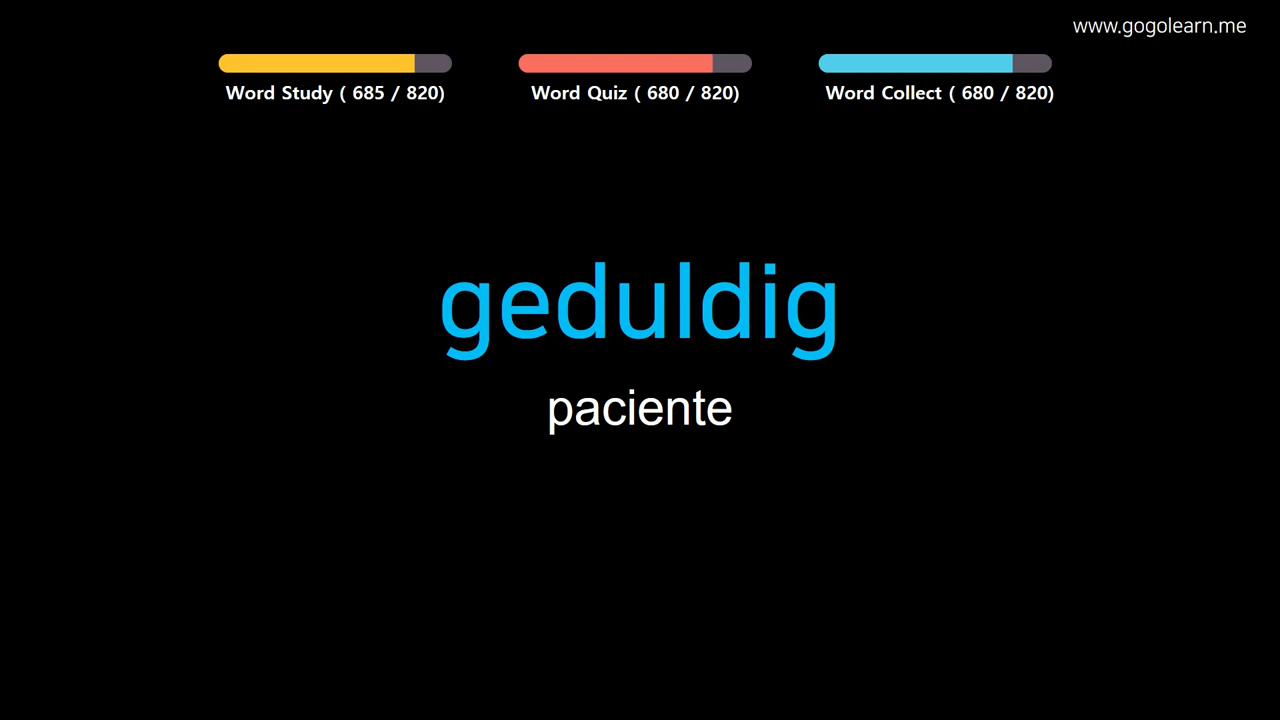 www.gogolearn.me
Word Study ( 685 / 820)
Word Quiz ( 680 / 820)
Word Collect ( 680 / 820)
geduldig
paciente